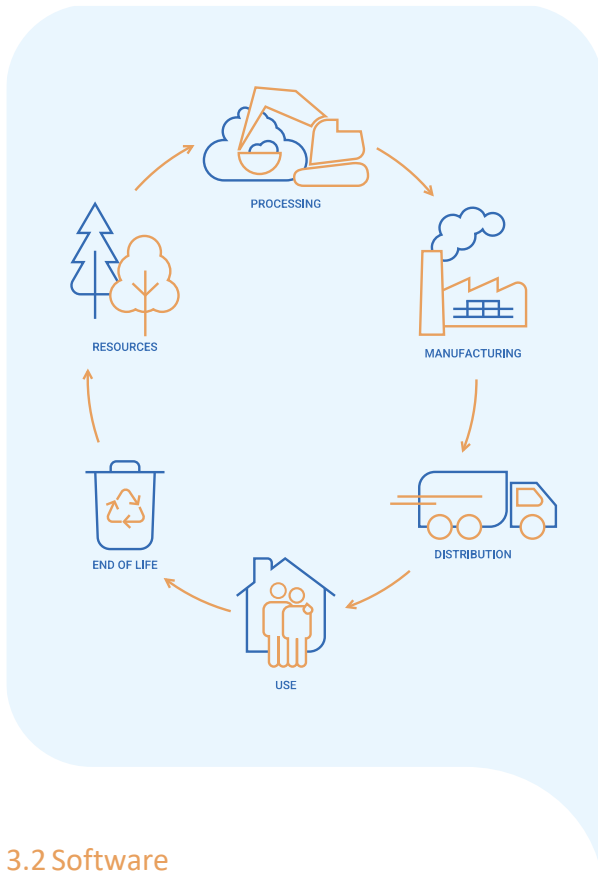 PROCESSING
RESOURCES
MANUFACTURING
END OF LIFE
DISTRIBUTION
USE
3.2 Software